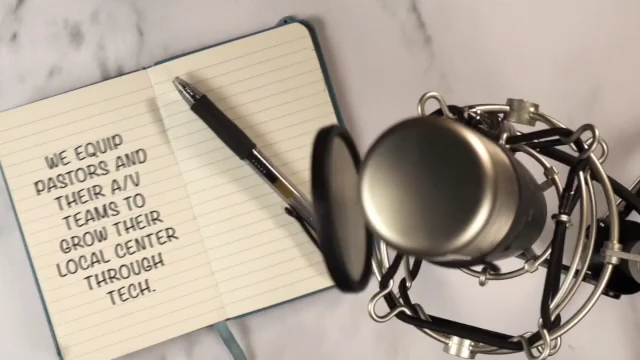 WE EQUIP
PASTORS AND
THEIR A/V
TEAMS TO
GROW THEIR
LOCAL CENTER
THROUGH
TECH.